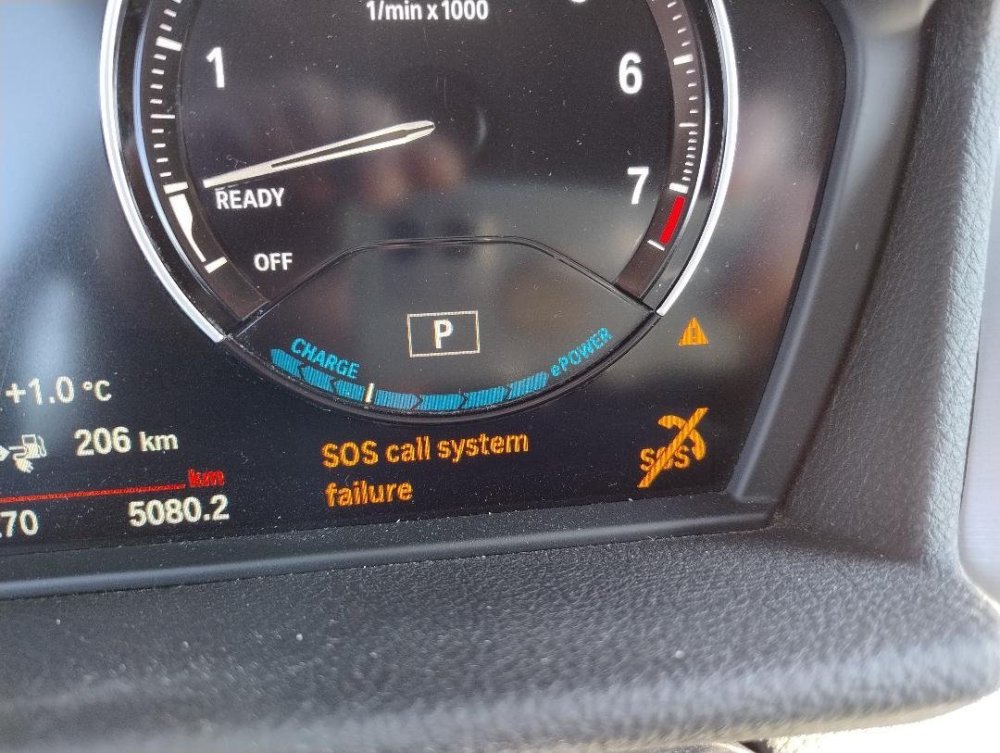 1/min x 1000
1
6
7
READY
OFF
P
CHARGE
ePOWER
+1.0 °C
206 km
SOS call system
failure
SOS
km
70
5080.2